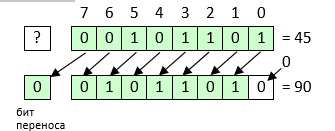 7 6 5 4 3 2 1 0
? 0 0 1 0 1 1 0 1 = 45
0
0 0 1 0 1 1 0 1 0 = 90
бит
переноса